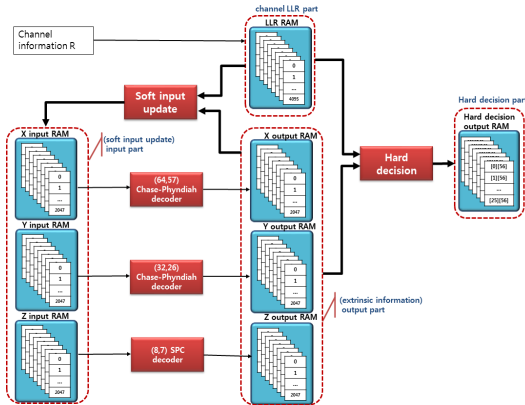 channel LLR part
Channel
information R
LLR RAM
0
1
...
4095
Soft input
update
Hard decision part
Hard decision
output RAM
[0][56]
[1][56]
...
[25][56]
Hard
decision
X input RAM
(soft input update)
input part
0
1
...
2047
(64,57)
Chase-Phyndiah
decoder
X output RAM
0
1
...
2047
Y input RAM
0
1
...
2047
(32,26)
Chase-Phyndiah
decoder
Y output RAM
0
1
...
2047
(extrinsic information)
output part
Z input RAM
0
1
...
2047
(8,7) SPC
decoder
Z output RAM
0
1
...
2047